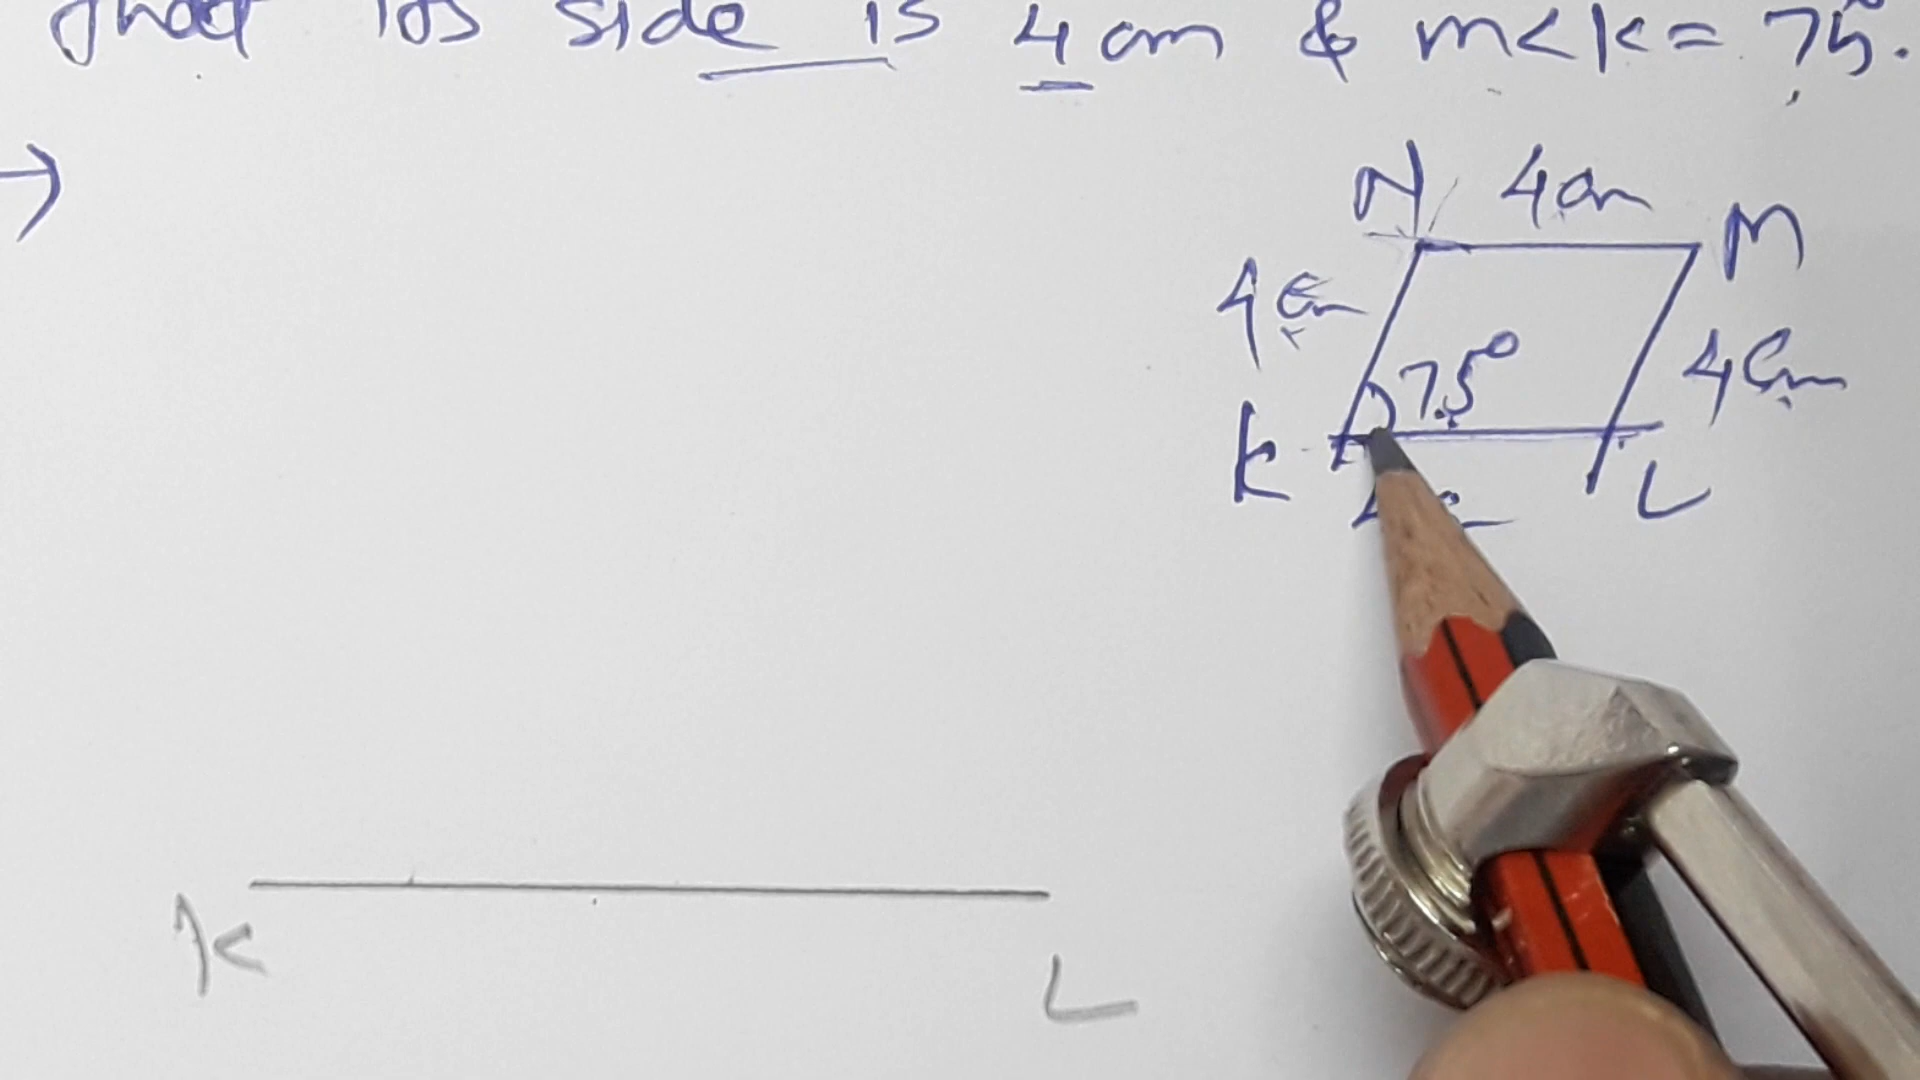 that its side is 4 cm & m<k = 75.
→
N 4cm M
4cm
75°
4cm
K
L
K
L